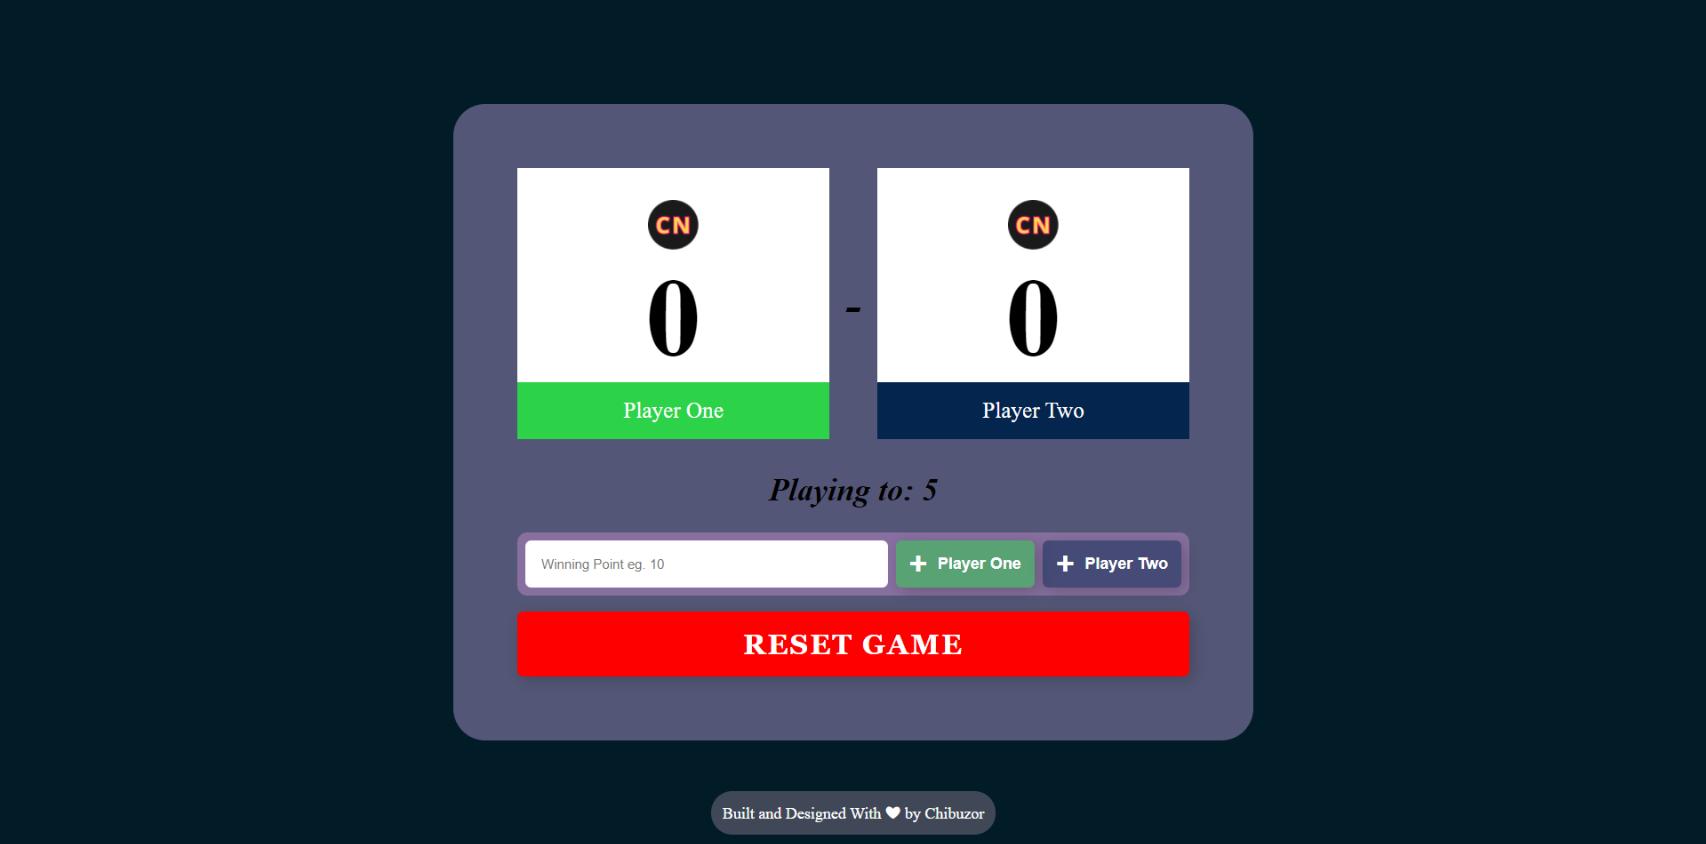 CN
CN
0 - 0
Player One
Player Two
Playing to: 5
Winning Point eg. 10
Player One
Player Two
RESET GAME
Built and Designed With ❤ by Chibuzor